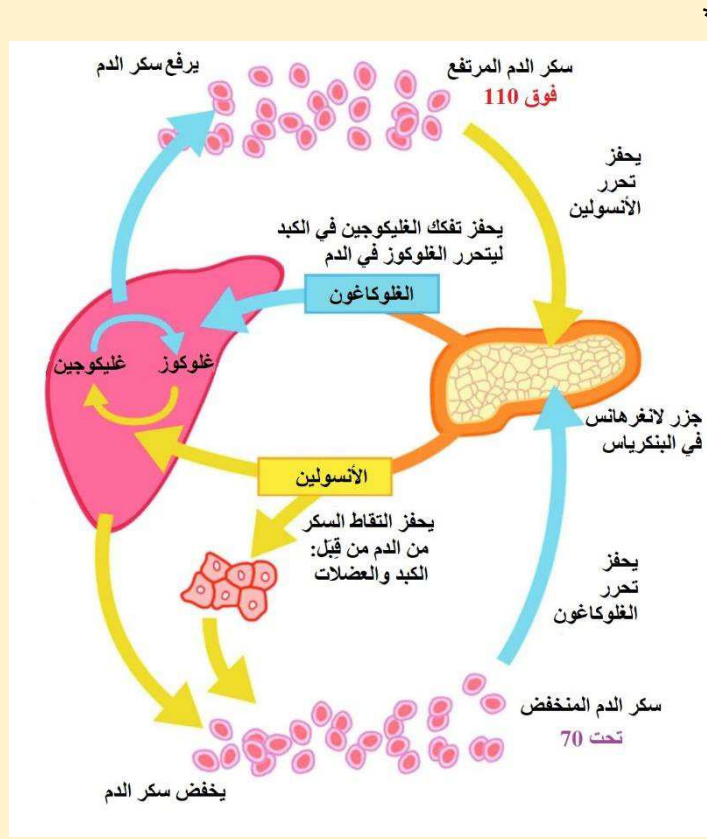 *
يرفع سكر الدم
سكر الدم المرتفع
فوق 110
يحفز
تحرر
الأنسولين
يحفز تفكك الغليكوجين في الكبد
ليتحرر الغلوكوز في الدم
الغلوكاغون
غلوكوز
غليكوجين
جزر لانغرهانس
في البنكرياس
الأنسولين
يحفز التقاط السكر
من الدم من قِبَل:
الكبد والعضلات
يحفز
تحرر
الغلوكاغون
سكر الدم المنخفض
تحت 70
يخفض سكر الدم